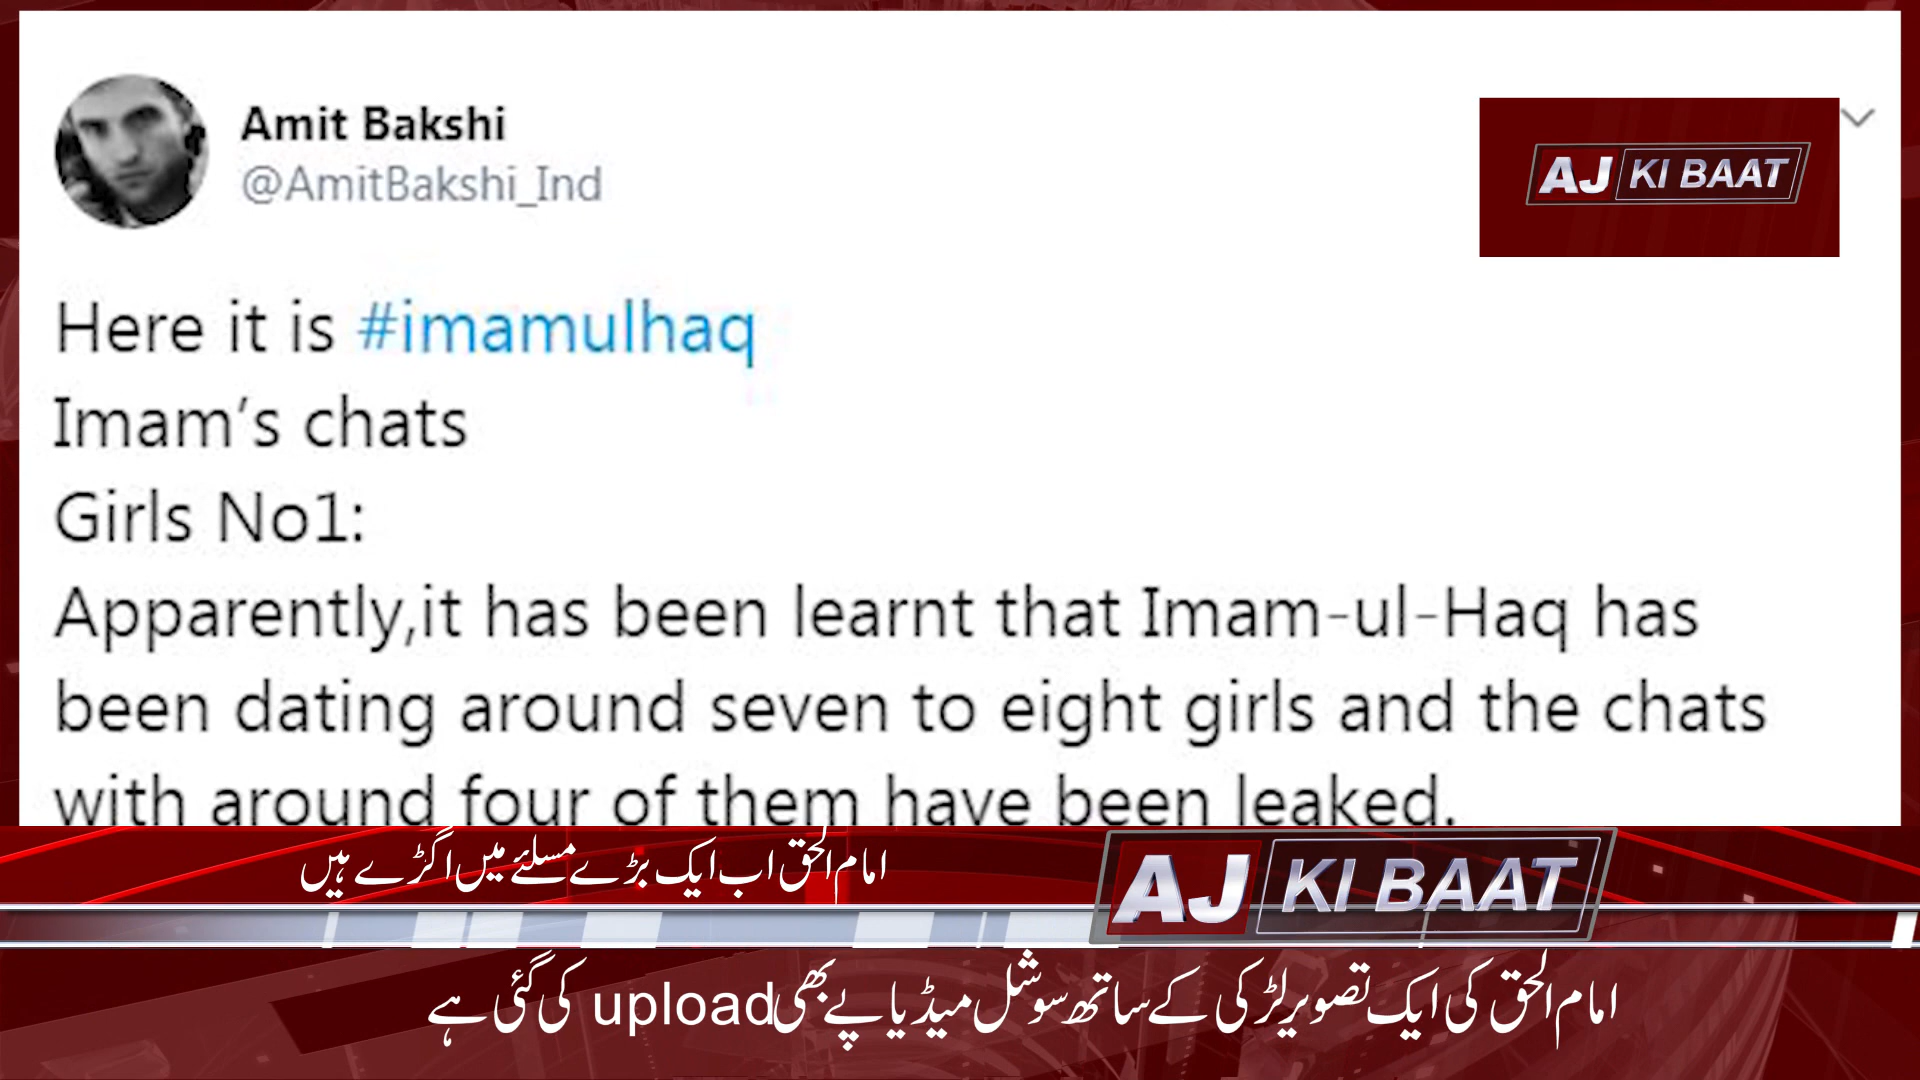 Amit Bakshi
@AmitBakshi_Ind
AJ KI BAAT
Here it is #imamulhaq
Imam's chats
Girls No1:
Apparently,it has been learnt that Imam-ul-Haq has
been dating around seven to eight girls and the chats
with around four of them have been leaked.
امام الحق اب ایک بڑے مسلئے میں اگڑے ہیں
AJ KI BAAT
امام الحق کی ایک تصویر لڑکی کے ساتھ سوشل میڈیا پے بھی upload کی گئی ہے